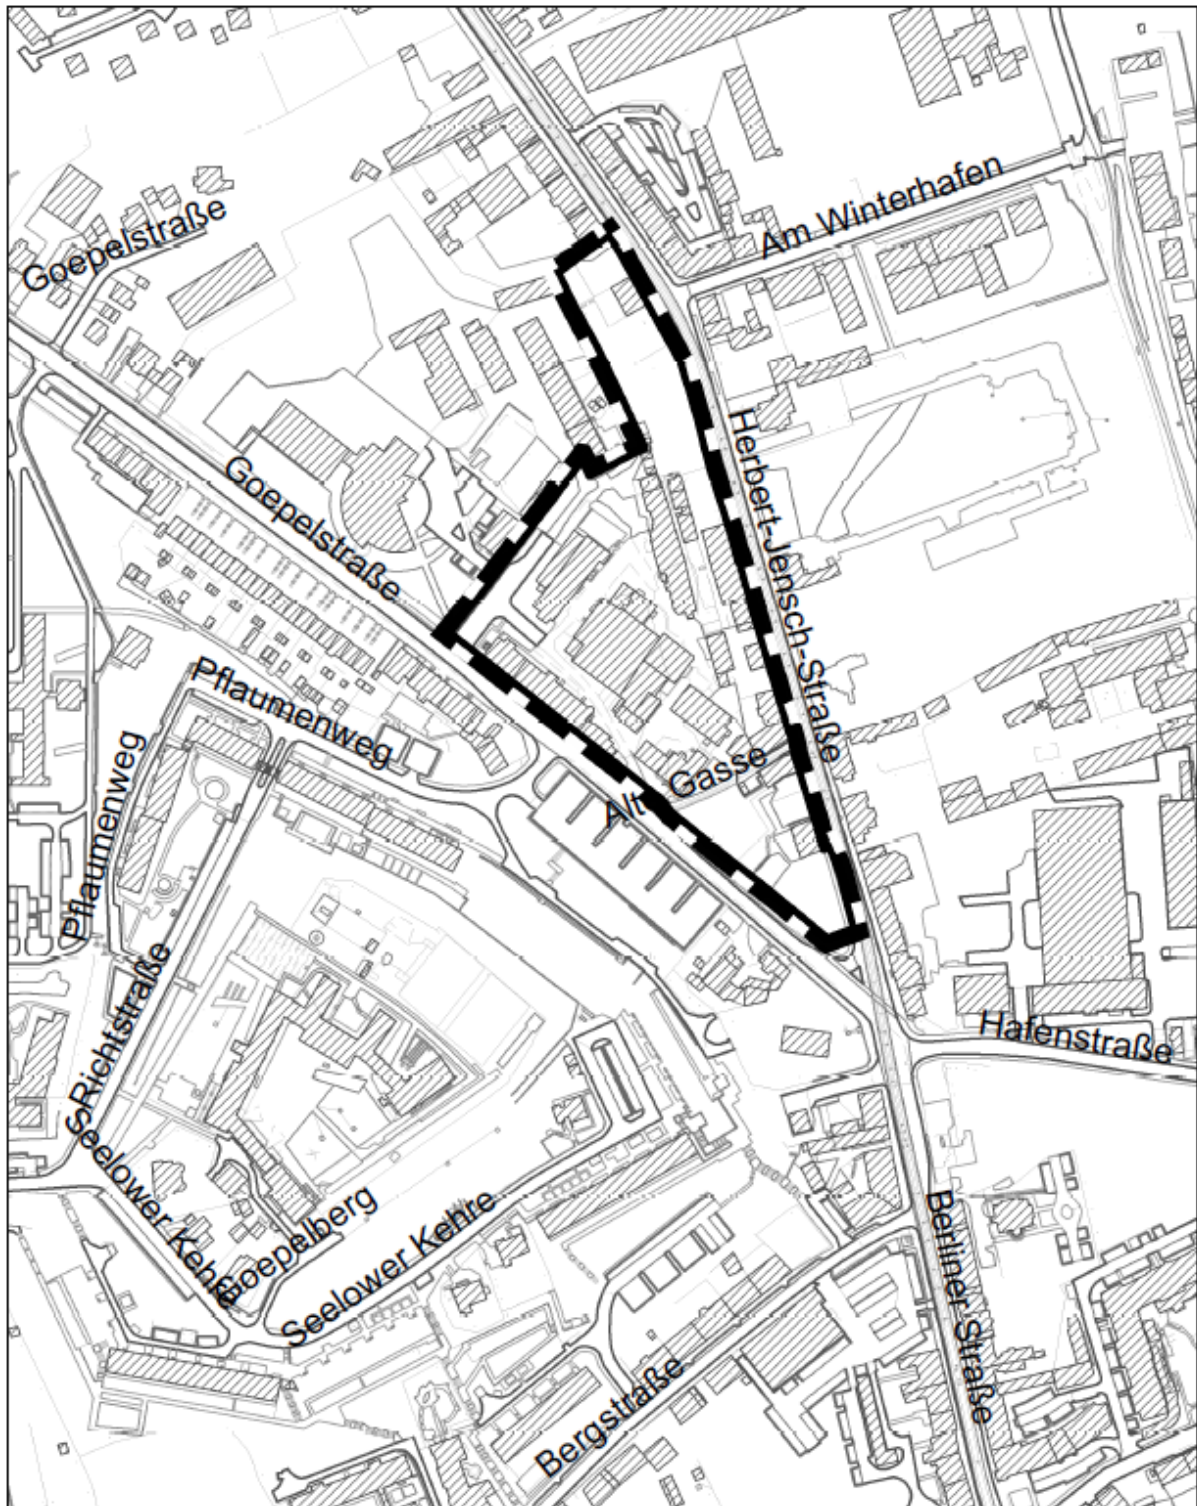 Am Winterhafen
Goepelstraße
Herbert-Jensch-Straße
Goepelstraße
Pflaumenweg
Alt Gasse
Pflaumenweg
Richtstraße
Hafenstraße
Seelower Kehre
Goepelberg
Seelower Kehre
Berliner Straße
Bergstraße